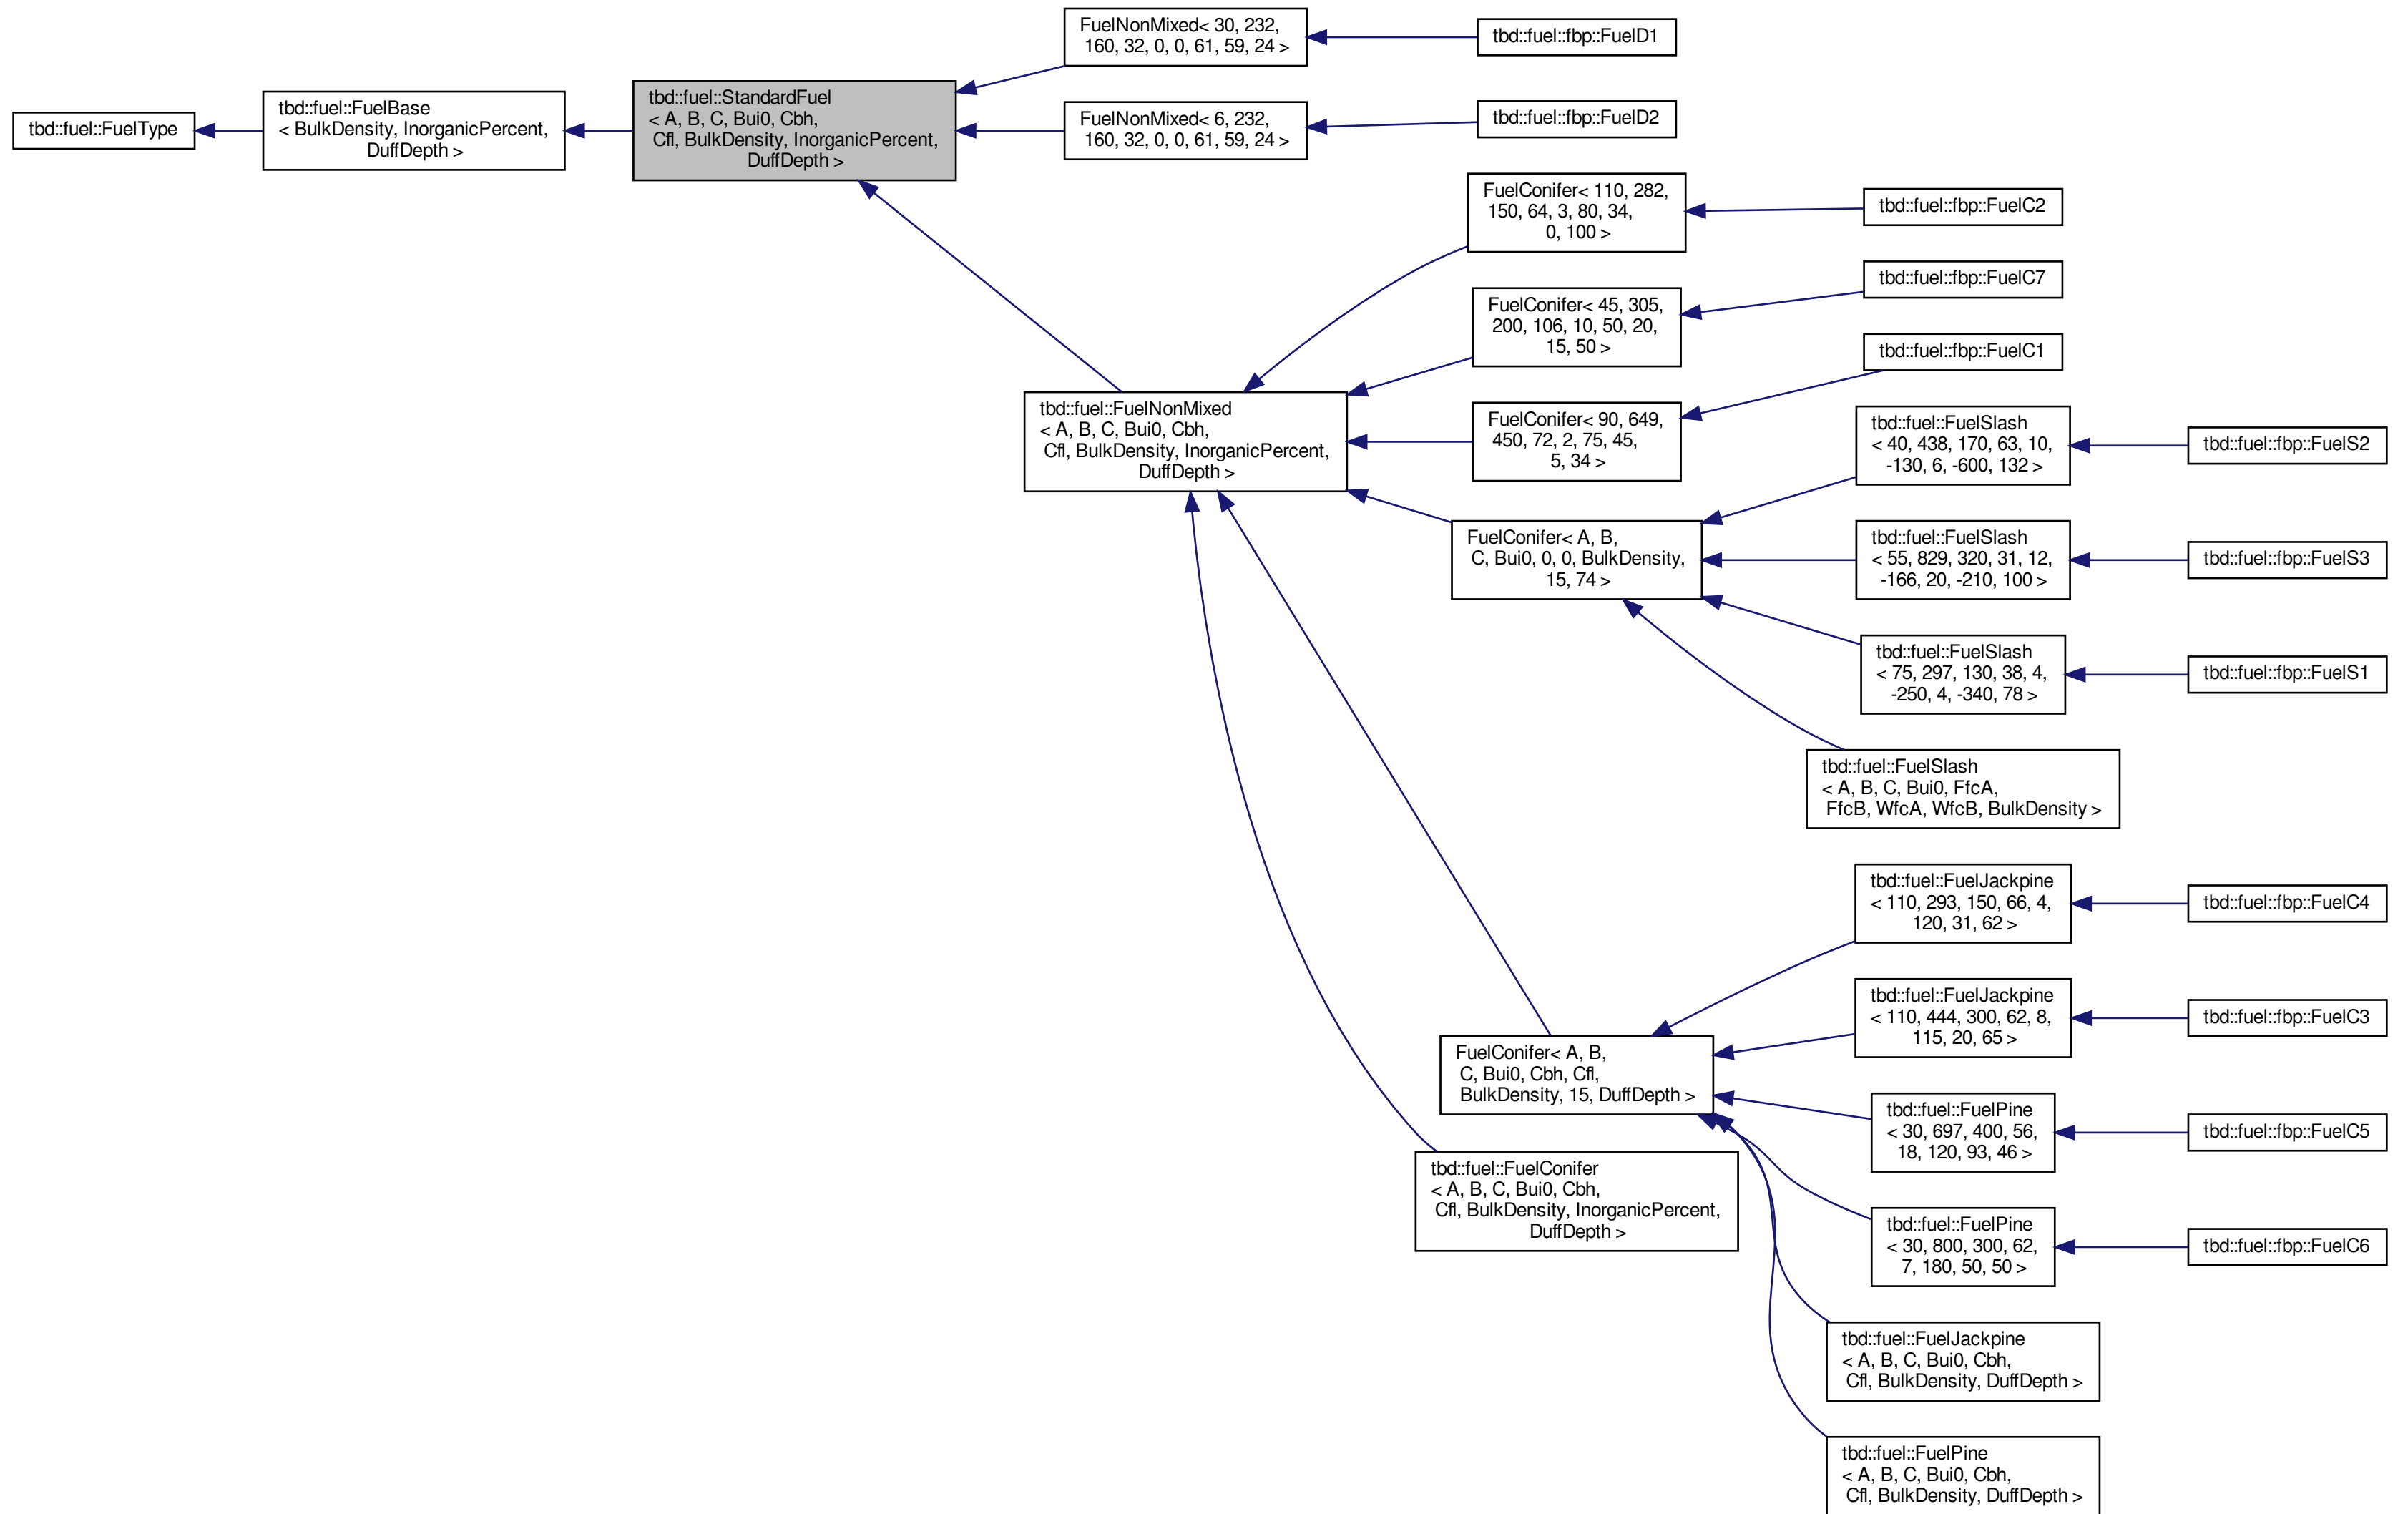 tbd::fuel::FuelType
tbd::fuel::FuelBase
< BulkDensity, InorganicPercent,
DuffDepth >
tbd::fuel::StandardFuel
< A, B, C, Bui0, Cbh,
Cfl, BulkDensity, InorganicPercent,
DuffDepth >
FuelNonMixed< 30, 232,
160, 32, 0, 0, 61, 59, 24 >
tbd::fuel::fbp::FuelD1
FuelNonMixed< 6, 232,
160, 32, 0, 0, 61, 59, 24 >
tbd::fuel::fbp::FuelD2
tbd::fuel::FuelNonMixed
< A, B, C, Bui0, Cbh,
Cfl, BulkDensity, InorganicPercent,
DuffDepth >
FuelConifer< 110, 282,
150, 64, 3, 80, 34,
0, 100 >
tbd::fuel::fbp::FuelC2
FuelConifer< 45, 305,
200, 106, 10, 50, 20,
15, 50 >
tbd::fuel::fbp::FuelC7
FuelConifer< 90, 649,
450, 72, 2, 75, 45,
5, 34 >
tbd::fuel::fbp::FuelC1
FuelConifer< A, B,
C, Bui0, 0, 0, BulkDensity,
15, 74 >
tbd::fuel::FuelSlash
< 40, 438, 170, 63, 10,
-130, 6, -600, 132 >
tbd::fuel::fbp::FuelS2
tbd::fuel::FuelSlash
< 55, 829, 320, 31, 12,
-166, 20, -210, 100 >
tbd::fuel::fbp::FuelS3
tbd::fuel::FuelSlash
< 75, 297, 130, 38, 4,
-250, 4, -340, 78 >
tbd::fuel::fbp::FuelS1
tbd::fuel::FuelSlash
< A, B, C, Bui0, FfcA,
FfcB, WfcA, WfcB, BulkDensity >
FuelConifer< A, B,
C, Bui0, Cbh, Cfl,
BulkDensity, 15, DuffDepth >
tbd::fuel::FuelJackpine
< 110, 293, 150, 66, 4,
120, 31, 62 >
tbd::fuel::fbp::FuelC4
tbd::fuel::FuelJackpine
< 110, 444, 300, 62, 8,
115, 20, 65 >
tbd::fuel::fbp::FuelC3
tbd::fuel::FuelPine
< 30, 697, 400, 56,
18, 120, 93, 46 >
tbd::fuel::fbp::FuelC5
tbd::fuel::FuelPine
< 30, 800, 300, 62,
7, 180, 50, 50 >
tbd::fuel::fbp::FuelC6
tbd::fuel::FuelJackpine
< A, B, C, Bui0, Cbh,
Cfl, BulkDensity, DuffDepth >
tbd::fuel::FuelPine
< A, B, C, Bui0, Cbh,
Cfl, BulkDensity, DuffDepth >
tbd::fuel::FuelConifer
< A, B, C, Bui0, Cbh,
Cfl, BulkDensity, InorganicPercent,
DuffDepth >